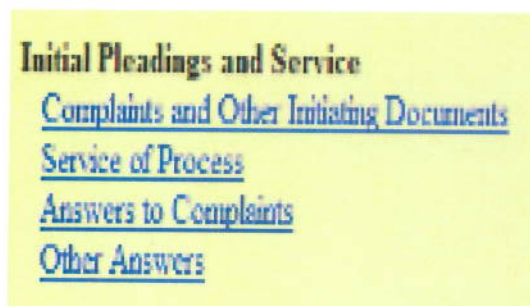 Initial Pleadings and Service
Complaints and Other Initiating Documents
Service of Process
Answers to Complaints
Other Answers